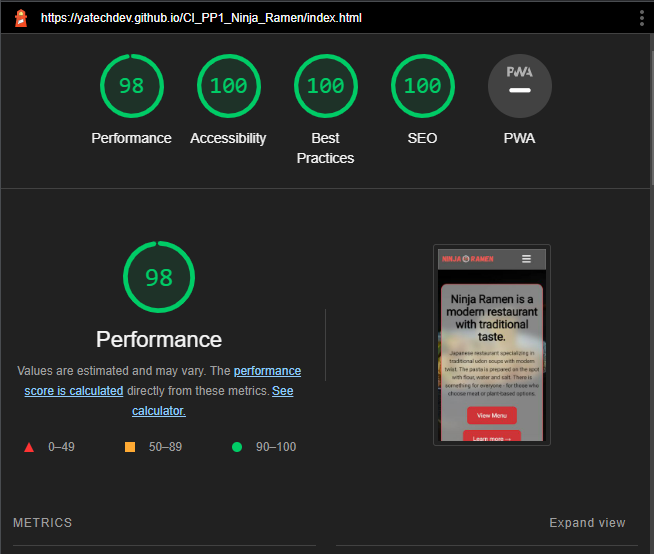 https://yatechdev.github.io/CI_PP1_Ninja_Ramen/index.html
98
100
100
100
PWA
Performance
Accessibility
Best
Practices
SEO
PWA
98
Performance
Values are estimated and may vary. The performance
score is calculated directly from these metrics. See
calculator.
0–49
50–89
90–100
NINJA RAMEN
Ninja Ramen is a
modern restaurant
with traditional
taste.
Japanese restaurant specializing in
traditional udon soups with modern
twist. The pasta is prepared on the spot
with flour, water and salt. There is
something for everyone - for those who
choose meat or plant-based options.
View Menu
Learn more →
METRICS
Expand view